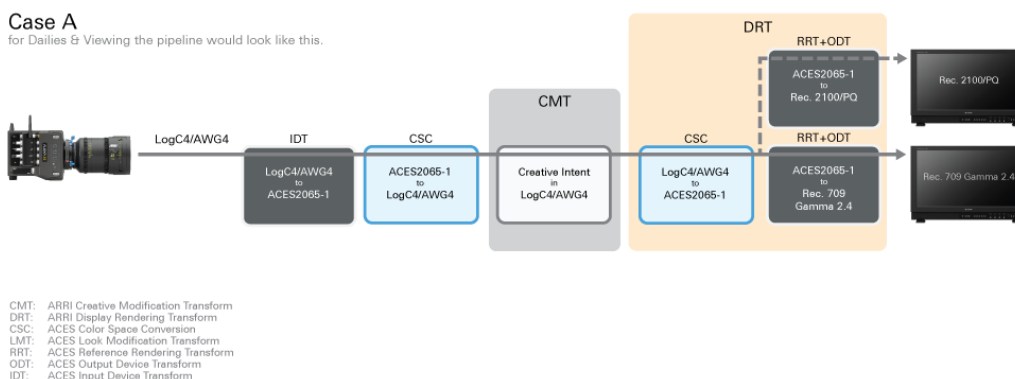 Case A
for Dailies & Viewing the pipeline would look like this.
DRT
RRT+ODT
ACES2065-1
to
Rec. 2100/PQ
Rec. 2100/PQ
CMT
LogC4/AWG4
IDT
CSC
CSC
RRT+ODT
LogC4/AWG4
to
ACES2065-1
ACES2065-1
to
LogC4/AWG4
Creative Intent
in
LogC4/AWG4
LogC4/AWG4
to
ACES2065-1
ACES2065-1
to
Rec. 709
Gamma 2.4
Rec. 709 Gamma 2.4
CMT: ARRI Creative Modification Transform
DRT: ARRI Display Rendering Transform
CSC: ACES Color Space Conversion
LMT: ACES Look Modification Transform
RRT: ACES Reference Rendering Transform
ODT: ACES Output Device Transform
IDT: ACES Input Device Transform